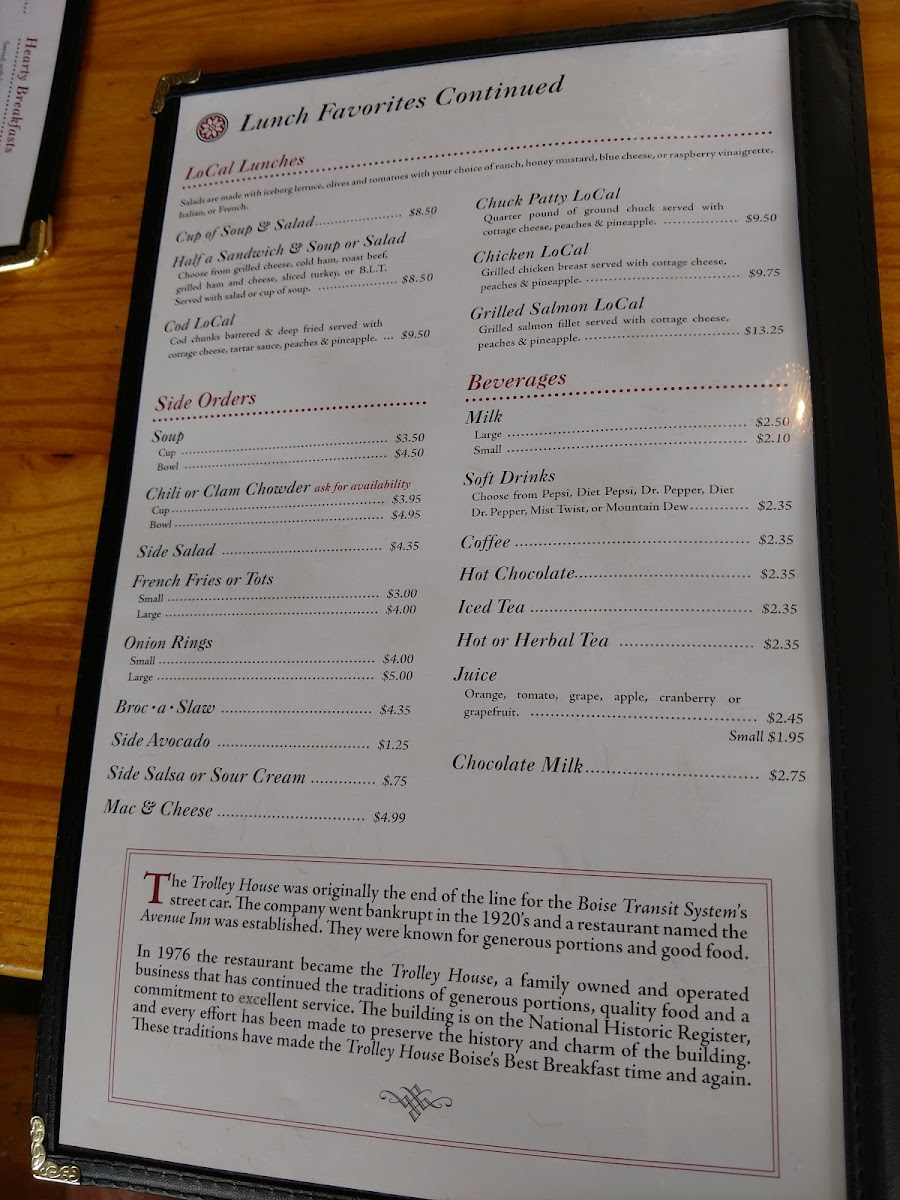 Hearty Breakfasts
Lunch Favorites Continued
LoCal Lunches
Salads are made with iceberg lettuce, olives and tomatoes with your choice of ranch, honey mustard, blue cheese, or raspberry vinaigrette,
Italian, or French.
Cup of Soup & Salad.................... $8.50
Half a Sandwich & Soup or Salad
Choose from grilled cheese, cold ham, roast beef,
grilled ham and cheese, sliced turkey, or B.L.T.
Served with salad or cup of soup. .................... $8.50
Cod LoCal
Cod chunks battered & deep fried served with
cottage cheese, tartar sauce, peaches & pineapple. ... $9.50
Chuck Patty LoCal
Quarter pound of ground chuck served with
cottage cheese, peaches & pineapple. .................... $9.50
Chicken LoCal
Grilled chicken breast served with cottage cheese,
peaches & pineapple. .................... $9.75
Grilled Salmon LoCal
Grilled salmon fillet served with cottage cheese,
peaches & pineapple. .................... $13.25
Side Orders
Soup
Cup .................... $3.50
Bowl .................... $4.50
Chili or Clam Chowder ask for availability
Cup .................... $3.95
Bowl .................... $4.95
Side Salad .................... $4.35
French Fries or Tots
Small .................... $3.00
Large .................... $4.00
Onion Rings
Small .................... $4.00
Large .................... $5.00
Broc•a•Slaw .................... $4.35
Side Avocado .................... $1.25
Side Salsa or Sour Cream ............ $.75
Mac & Cheese .................... $4.99
Beverages
Milk
Large .................... $2.50
Small .................... $2.10
Soft Drinks
Choose from Pepsi, Diet Pepsi, Dr. Pepper, Diet
Dr. Pepper, Mist Twist, or Mountain Dew............ $2.35
Coffee .................... $2.35
Hot Chocolate.................... $2.35
Iced Tea .................... $2.35
Hot or Herbal Tea .................... $2.35
Juice
Orange, tomato, grape, apple, cranberry or
grapefruit. .................... $2.45
Small $1.95
Chocolate Milk.................... $2.75
The Trolley House was originally the end of the line for the Boise Transit System's
street car. The company went bankrupt in the 1920's and a restaurant named the
Avenue Inn was established. They were known for generous portions and good food.
In 1976 the restaurant became the Trolley House, a family owned and operated
business that has continued the traditions of generous portions, quality food and a
commitment to excellent service. The building is on the National Historic Register,
and every effort has been made to preserve the history and charm of the building.
These traditions have made the Trolley House Boise's Best Breakfast time and again.